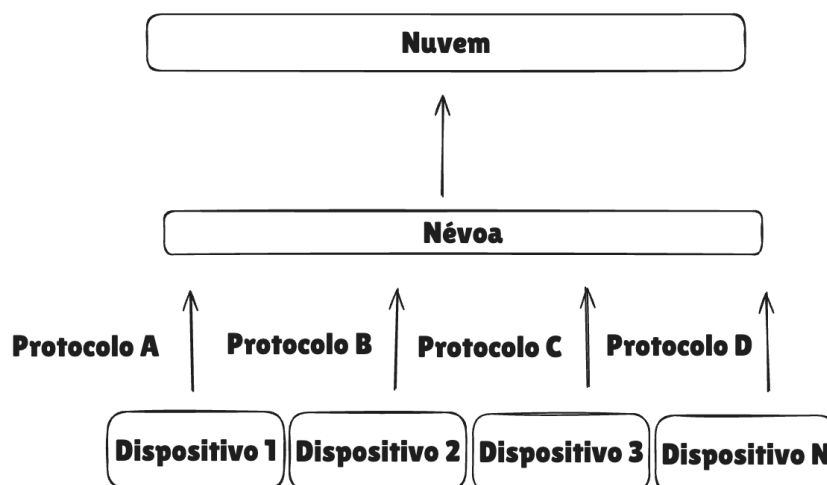 Nuvem
Névoa
Protocolo A
Protocolo B
Protocolo C
Protocolo D
Dispositivo 1
Dispositivo 2
Dispositivo 3
Dispositivo N